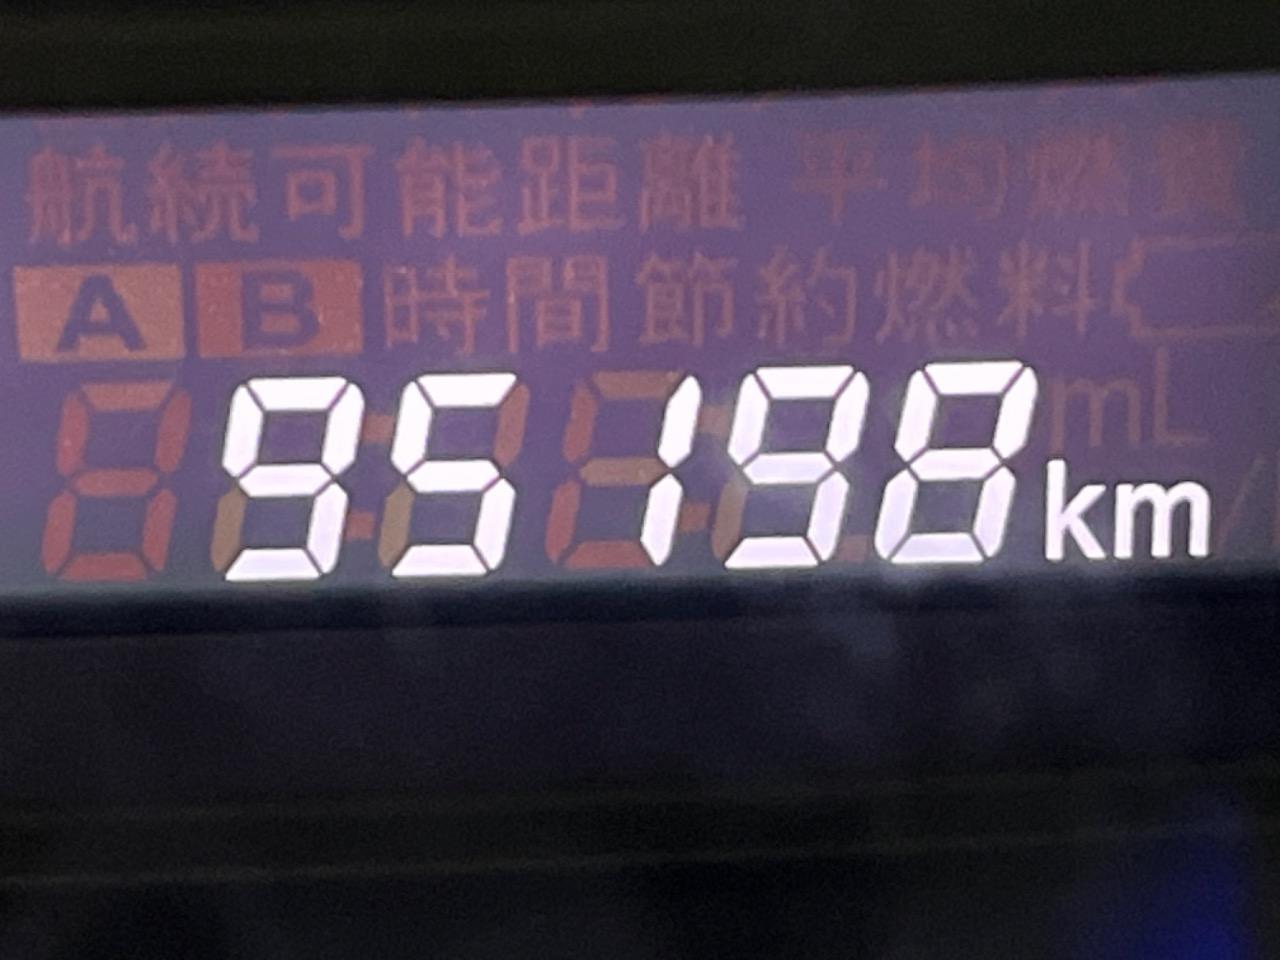 航続可能距離 平均燃費
A B 時間 節約燃料
mL
95198 km